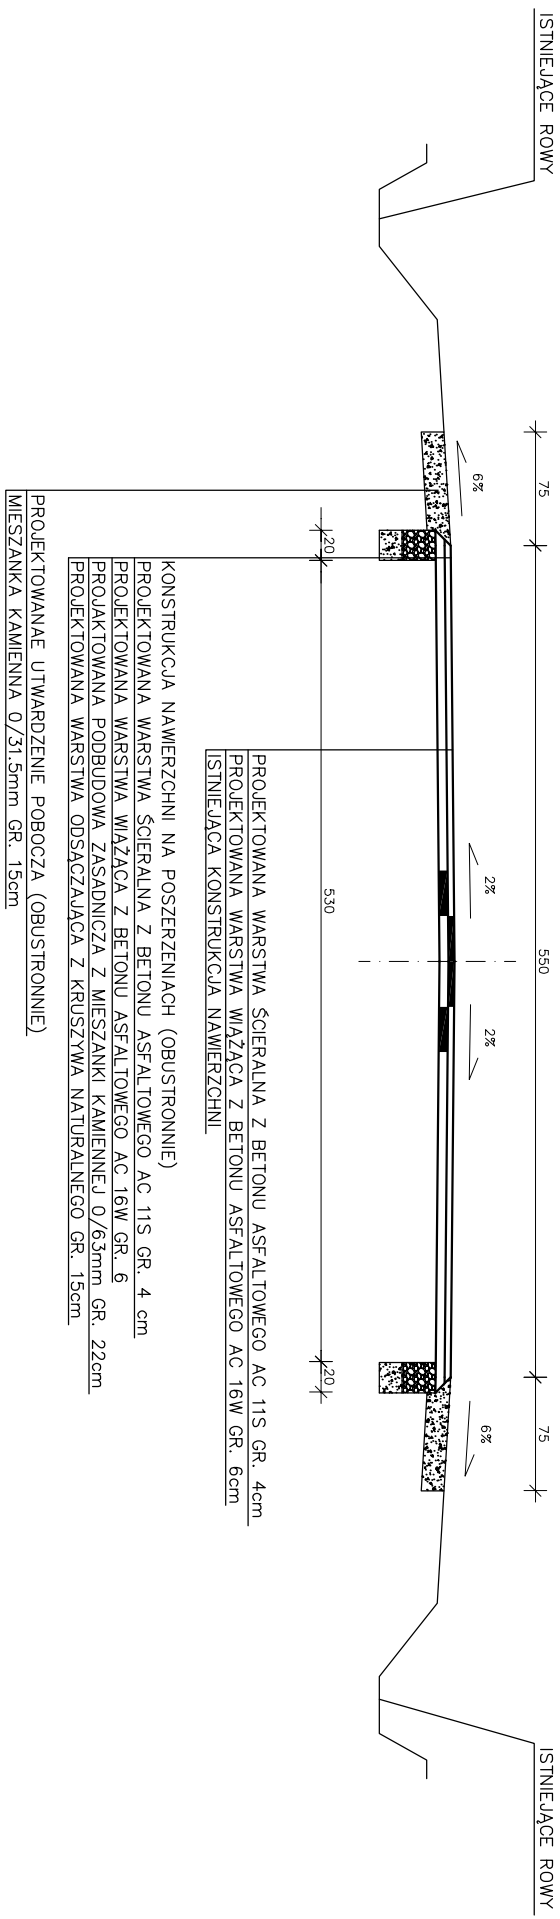 ISTNIEJĄCE ROWY
ISTNIEJĄCE ROWY
75
550
75
6%
2%
2%
6%
20
530
20
PROJEKTOWANA WARSTWA ŚCIERALNA Z BETONU ASFALTOWEGO AC 11S GR. 4cm
PROJEKTOWANA WARSTWA WIĄŻĄCA Z BETONU ASFALTOWEGO AC 16W GR. 6cm
ISTNIEJĄCA KONSTRUKCJA NAWIERZCHNI
KONSTRUKCJA NAWIERZCHNI NA POSZERZENIACH (OBUSTRONNIE)
PROJEKTOWANA WARSTWA ŚCIERALNA Z BETONU ASFALTOWEGO AC 11S GR. 4 cm
PROJEKTOWANA WARSTWA WIĄŻĄCA Z BETONU ASFALTOWEGO AC 16W GR. 6
PROJAKTOWANA PODBUDOWA ZASADNICZA Z MIESZANKI KAMIENNEJ 0/63mm GR. 22cm
PROJEKTOWANA WARSTWA ODSĄCZAJĄCA Z KRUSZYWA NATURALNEGO GR. 15cm
PROJEKTOWANAE UTWARDZENIE POBOCZA (OBUSTRONNIE)
MIESZANKA KAMIENNA 0/31.5mm GR. 15cm